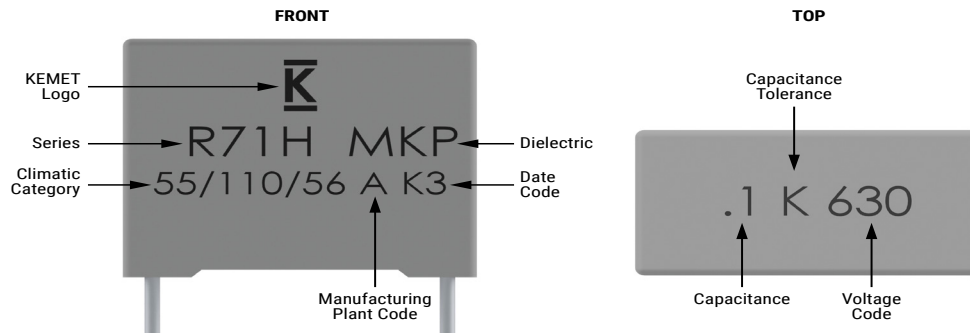 FRONT
KEMET
Logo
K
Series
R71H MKP
Dielectric
Climatic
Category
55/110/56 A K3
Date
Code
Manufacturing
Plant Code
TOP
Capacitance
Tolerance
.1 K 630
Capacitance
Voltage
Code